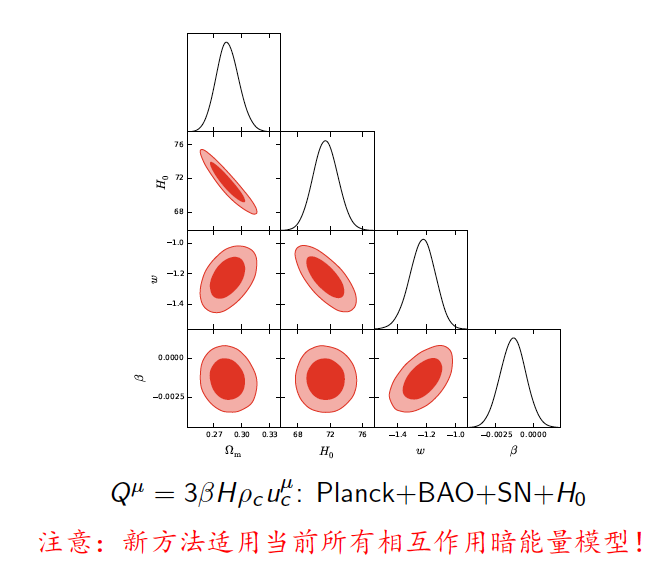 76
72
68
H₀
-1.0
-1.2
-1.4
w
0.0000
-0.0025
β
0.27 0.30 0.33 68 72 76 -1.4 -1.2 -1.0 -0.0025 0.0000
Ωm H₀ w β
Q^μ = 3βHρ_c u_c^μ: Planck+BAO+SN+H₀
注意：新方法适用当前所有相互作用暗能量模型！